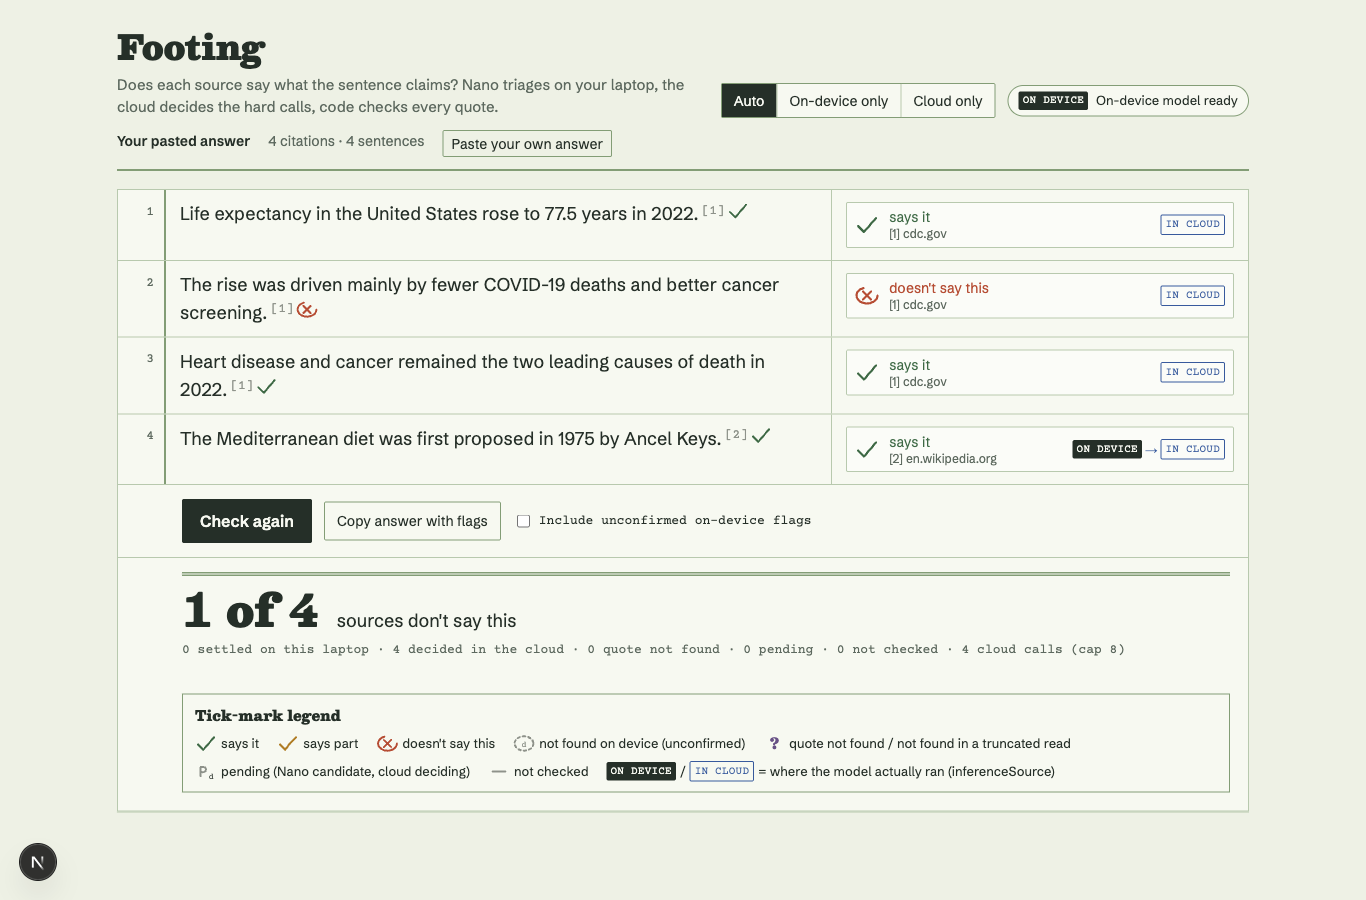 Footing
Does each source say what the sentence claims? Nano triages on your laptop, the
cloud decides the hard calls, code checks every quote.
Auto On-device only Cloud only ON DEVICE On-device model ready
Your pasted answer 4 citations · 4 sentences Paste your own answer
1 Life expectancy in the United States rose to 77.5 years in 2022. [1]
says it
[1] cdc.gov
IN CLOUD
2 The rise was driven mainly by fewer COVID-19 deaths and better cancer
screening. [1]
doesn't say this
[1] cdc.gov
IN CLOUD
3 Heart disease and cancer remained the two leading causes of death in
2022. [1]
says it
[1] cdc.gov
IN CLOUD
4 The Mediterranean diet was first proposed in 1975 by Ancel Keys. [2]
says it
[2] en.wikipedia.org
ON DEVICE → IN CLOUD
Check again Copy answer with flags Include unconfirmed on-device flags
1 of 4 sources don't say this
0 settled on this laptop · 4 decided in the cloud · 0 quote not found · 0 pending · 0 not checked · 4 cloud calls (cap 8)
Tick-mark legend
says it says part doesn't say this d not found on device (unconfirmed) ? quote not found / not found in a truncated read
Pd pending (Nano candidate, cloud deciding) — not checked ON DEVICE / IN CLOUD = where the model actually ran (inferenceSource)
N